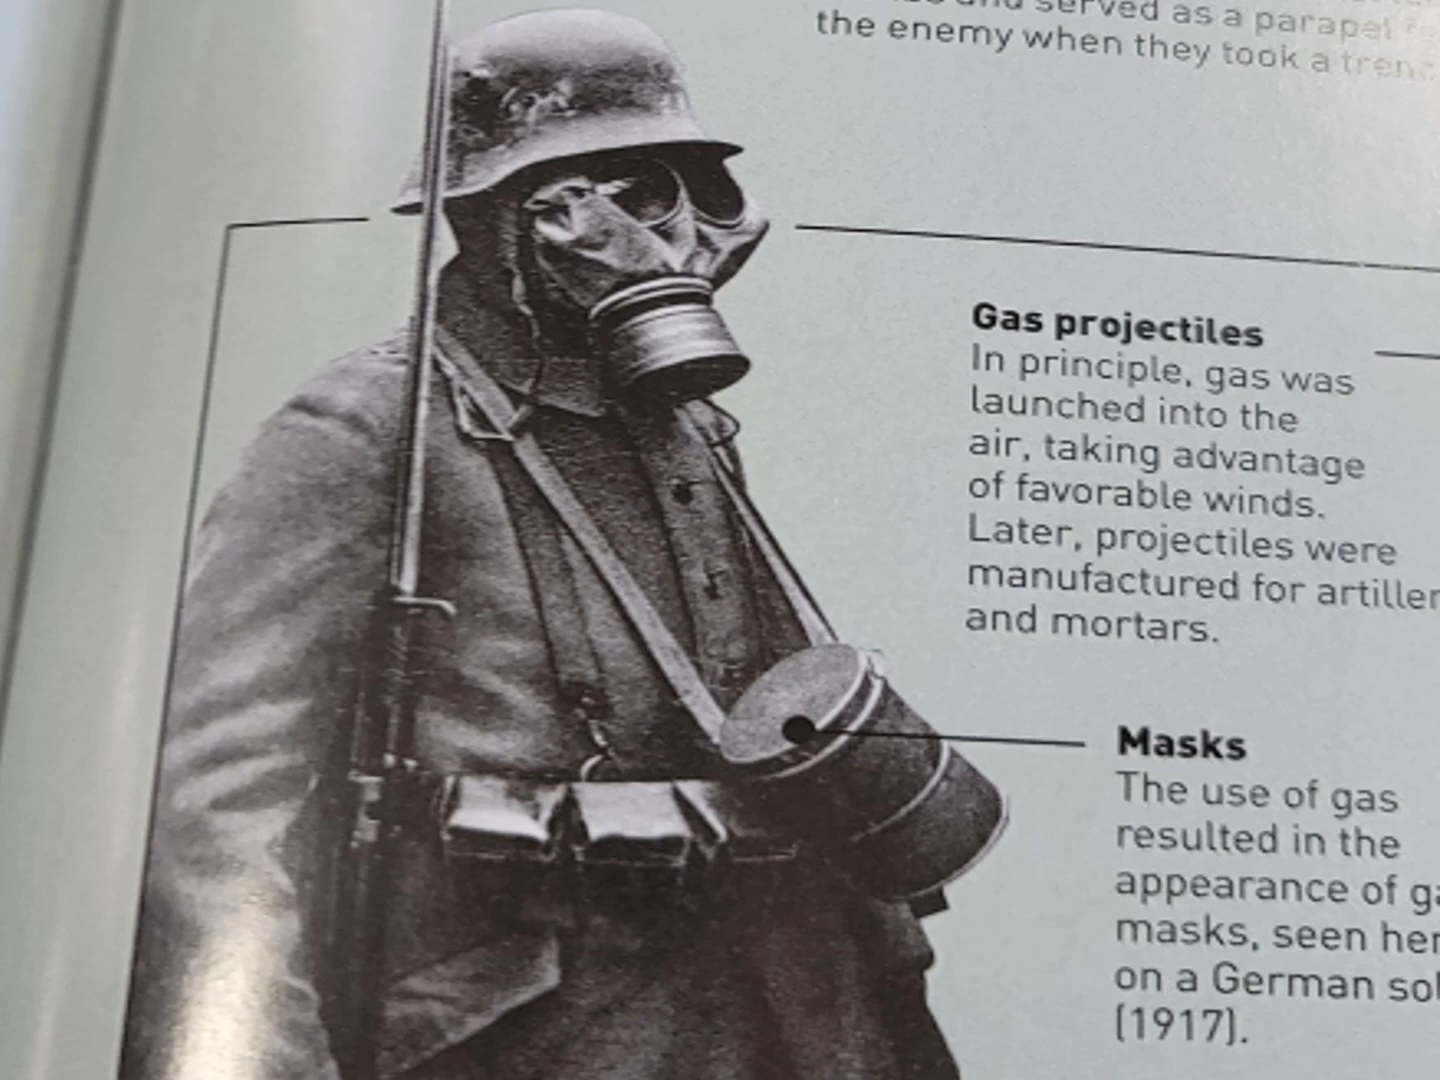 and served as a parapet
the enemy when they took a
Gas projectiles
In principle, gas was
launched into the
air, taking advantage
of favorable winds.
Later, projectiles were
manufactured for artiller
and mortars.
Masks
The use of gas
resulted in the
appearance of ga
masks, seen her
on a German sol
(1917).